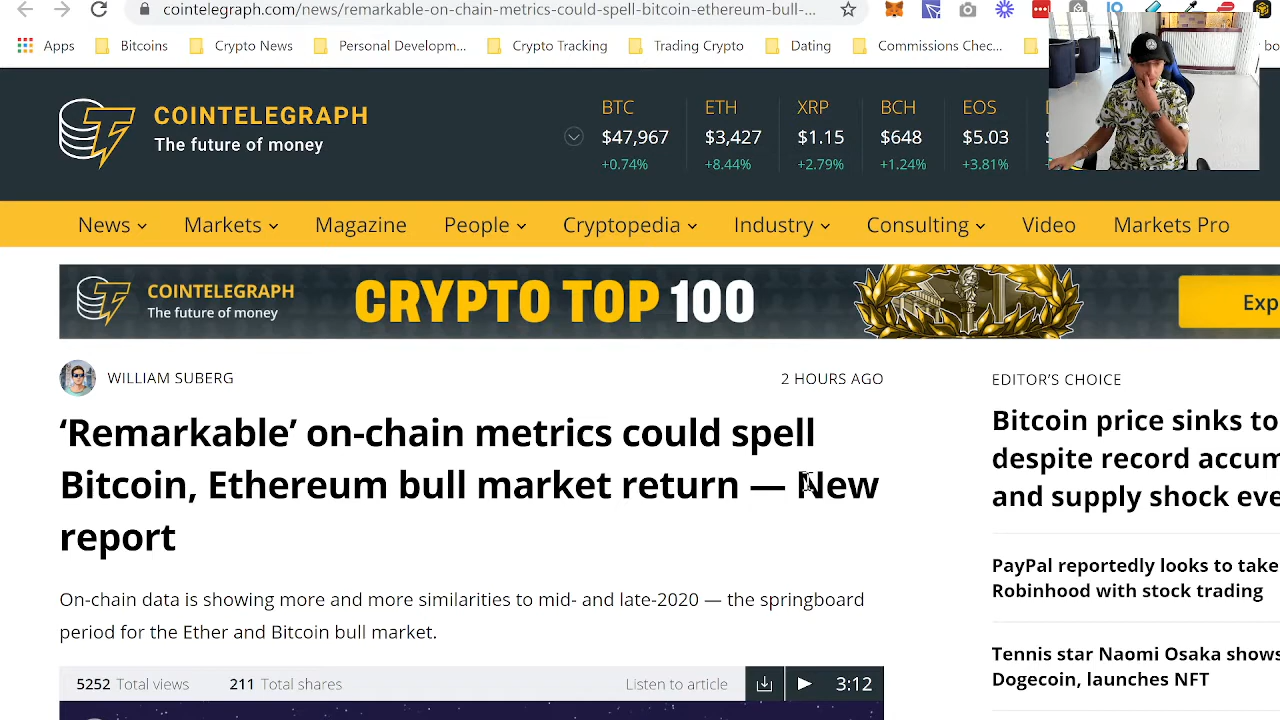 cointelegraph.com/news/remarkable-on-chain-metrics-could-spell-bitcoin-ethereum-bull-...
Apps Bitcoins Crypto News Personal Developm... Crypto Tracking Trading Crypto Dating Commissions Chec...
COINTELEGRAPH
The future of money
BTC ETH XRP BCH EOS
$47,967 $3,427 $1.15 $648 $5.03
+0.74% +8.44% +2.79% +1.24% +3.81%
News Markets Magazine People Cryptopedia Industry Consulting Video Markets Pro
COINTELEGRAPH
The future of money
CRYPTO TOP 100
Exp
WILLIAM SUBERG 2 HOURS AGO
‘Remarkable’ on-chain metrics could spell
Bitcoin, Ethereum bull market return — New
report
On-chain data is showing more and more similarities to mid- and late-2020 — the springboard
period for the Ether and Bitcoin bull market.
5252 Total views 211 Total shares Listen to article 3:12
EDITOR’S CHOICE
Bitcoin price sinks to
despite record accum
and supply shock eve
PayPal reportedly looks to take
Robinhood with stock trading
Tennis star Naomi Osaka shows
Dogecoin, launches NFT